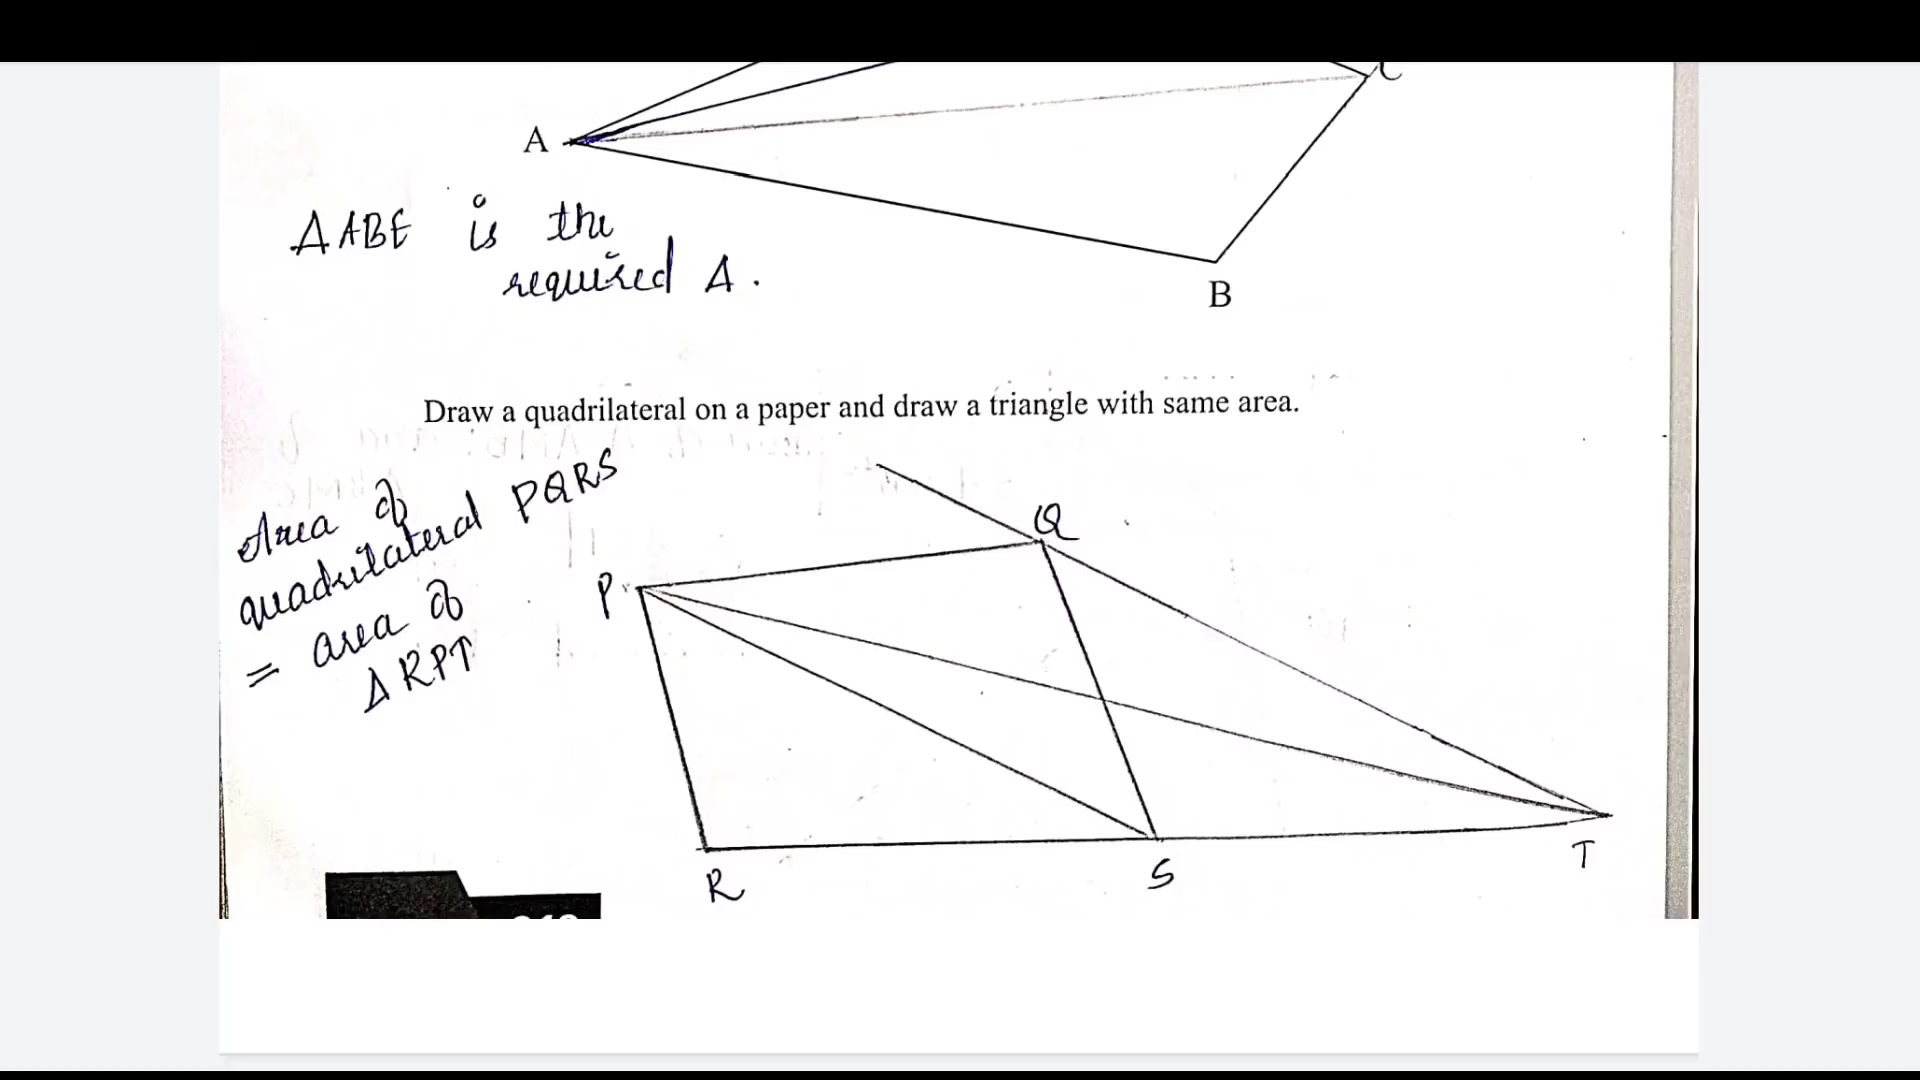 A
ΔABE is the
required Δ.
B
Draw a quadrilateral on a paper and draw a triangle with same area.
Area of
quadrilateral PQRS
= area of
ΔRPT
Q
P
R
S
T